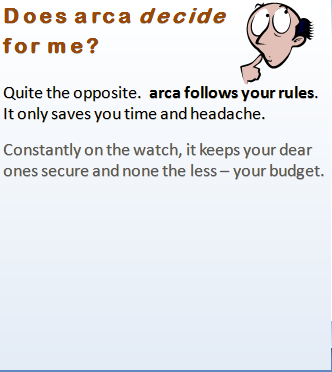 Does arca decide
for me?
Quite the opposite. arca follows your rules.
It only saves you time and headache.
Constantly on the watch, it keeps your dear
ones secure and none the less – your budget.